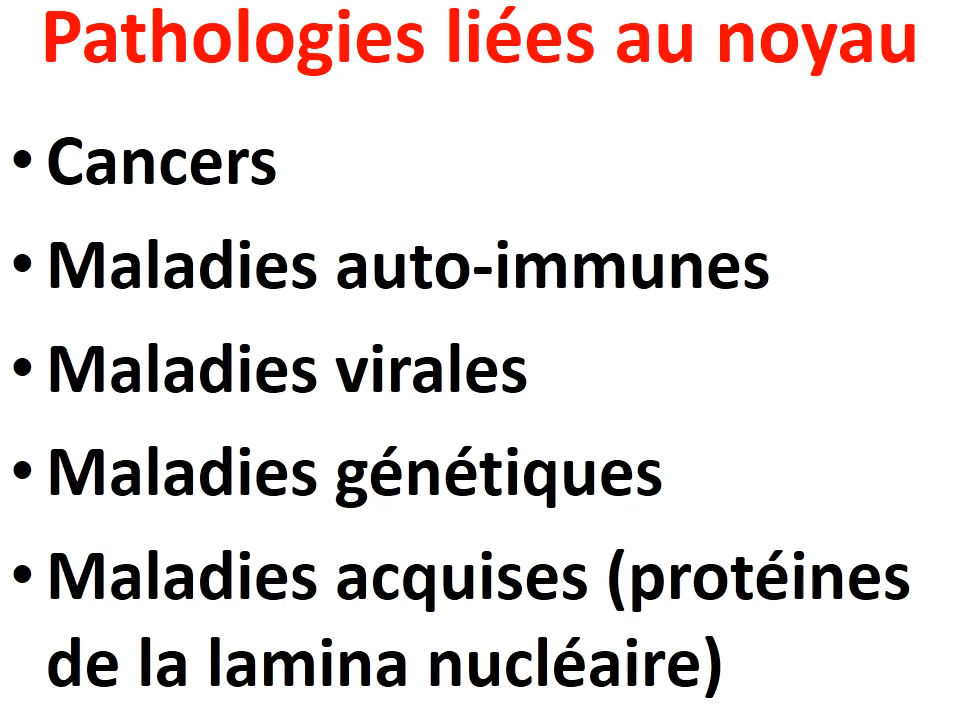 Pathologies liées au noyau
• Cancers
• Maladies auto-immunes
• Maladies virales
• Maladies génétiques
• Maladies acquises (protéines
de la lamina nucléaire)